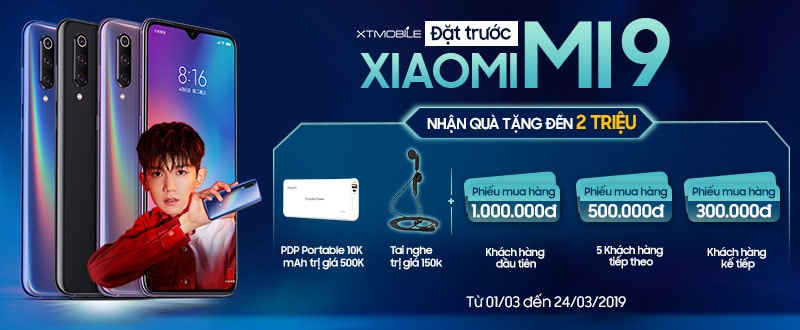 XTMOBILE Đặt trước
XIAOMI MI 9
NHẬN QUÀ TẶNG ĐẾN 2 TRIỆU
8:16
PDP Portable 10K
mAh trị giá 500K
Tai nghe
trị giá 150k
+
Phiếu mua hàng
1.000.000đ
Khách hàng
đầu tiên
Phiếu mua hàng
500.000đ
5 Khách hàng
tiếp theo
Phiếu mua hàng
300.000đ
Khách hàng
kế tiếp
Từ 01/03 đến 24/03/2019